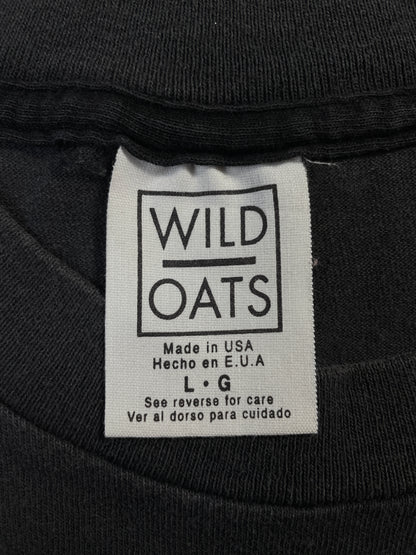 WILD
OATS
Made in USA
Hecho en E.U.A
L • G
See reverse for care
Ver al dorso para cuidado